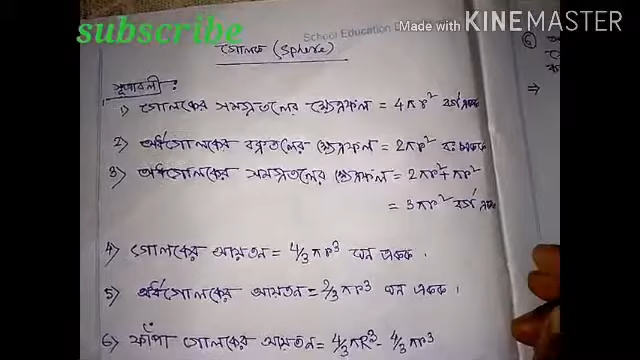 subscribe
School Education
Made with KINEMASTER
গোলক (Sphere)
সূত্রাবলী :
1) গোলকের সমগ্রতলের ক্ষেত্রফল = 4πr² বর্গ একক
2) অর্ধগোলকের বক্রতলের ক্ষেত্রফল = 2πr² বঃ একক
3) অর্ধগোলকের সমগ্রতলের ক্ষেত্রফল = 2πr²+πr²
= 3πr² বর্গ একক
4) গোলকের আয়তন = 4/3 πr³ ঘন একক ।
5) অর্ধগোলকের আয়তন = 2/3 πr³ ঘন একক ।
6) ফাঁপা গোলকের আয়তন = 4/3 πR³ - 4/3 πr³
⇒